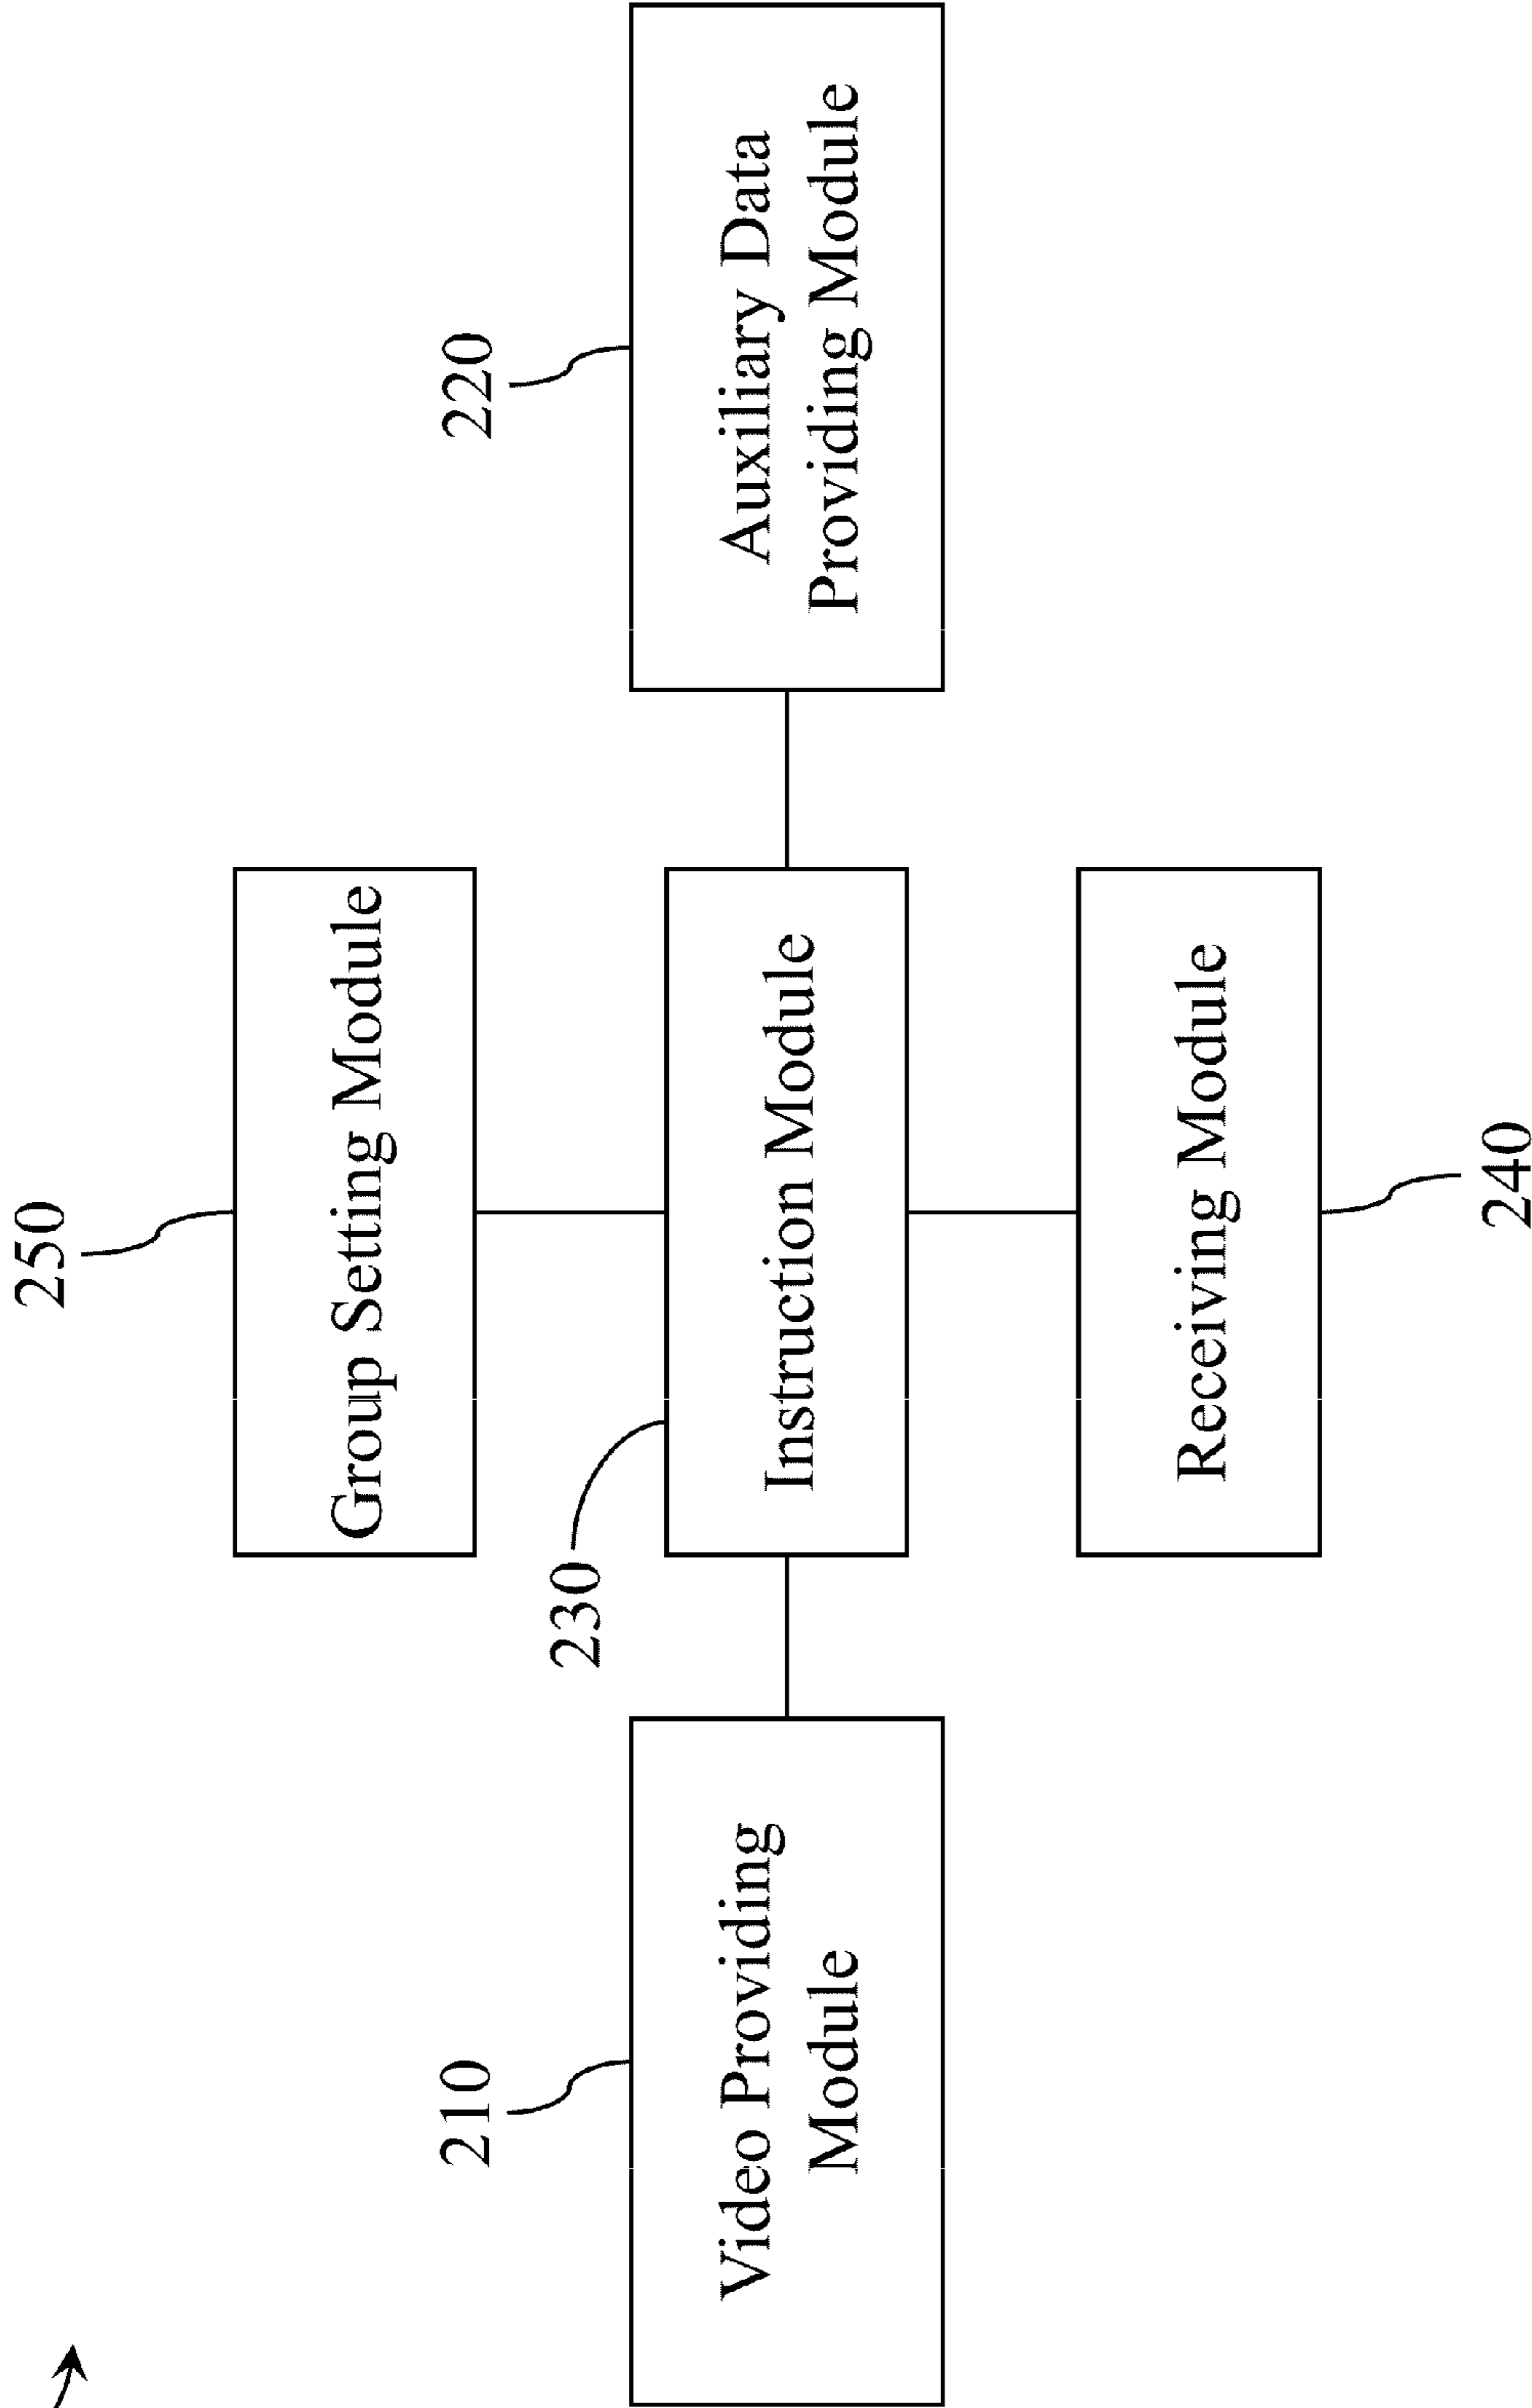 250
Group Setting Module
210
230
220
Video Providing
Module
Instruction Module
Auxiliary Data
Providing Module
Receiving Module
240